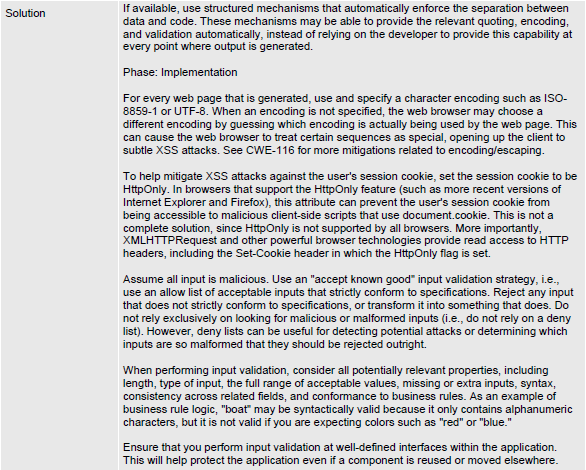 Solution
If available, use structured mechanisms that automatically enforce the separation between
data and code. These mechanisms may be able to provide the relevant quoting, encoding,
and validation automatically, instead of relying on the developer to provide this capability at
every point where output is generated.
Phase: Implementation
For every web page that is generated, use and specify a character encoding such as ISO-
8859-1 or UTF-8. When an encoding is not specified, the web browser may choose a
different encoding by guessing which encoding is actually being used by the web page. This
can cause the web browser to treat certain sequences as special, opening up the client to
subtle XSS attacks. See CWE-116 for more mitigations related to encoding/escaping.
To help mitigate XSS attacks against the user's session cookie, set the session cookie to be
HttpOnly. In browsers that support the HttpOnly feature (such as more recent versions of
Internet Explorer and Firefox), this attribute can prevent the user's session cookie from
being accessible to malicious client-side scripts that use document.cookie. This is not a
complete solution, since HttpOnly is not supported by all browsers. More importantly,
XMLHTTPRequest and other powerful browser technologies provide read access to HTTP
headers, including the Set-Cookie header in which the HttpOnly flag is set.
Assume all input is malicious. Use an "accept known good" input validation strategy, i.e.,
use an allow list of acceptable inputs that strictly conform to specifications. Reject any input
that does not strictly conform to specifications, or transform it into something that does. Do
not rely exclusively on looking for malicious or malformed inputs (i.e., do not rely on a deny
list). However, deny lists can be useful for detecting potential attacks or determining which
inputs are so malformed that they should be rejected outright.
When performing input validation, consider all potentially relevant properties, including
length, type of input, the full range of acceptable values, missing or extra inputs, syntax,
consistency across related fields, and conformance to business rules. As an example of
business rule logic, "boat" may be syntactically valid because it only contains alphanumeric
characters, but it is not valid if you are expecting colors such as "red" or "blue."
Ensure that you perform input validation at well-defined interfaces within the application.
This will help protect the application even if a component is reused or moved elsewhere.